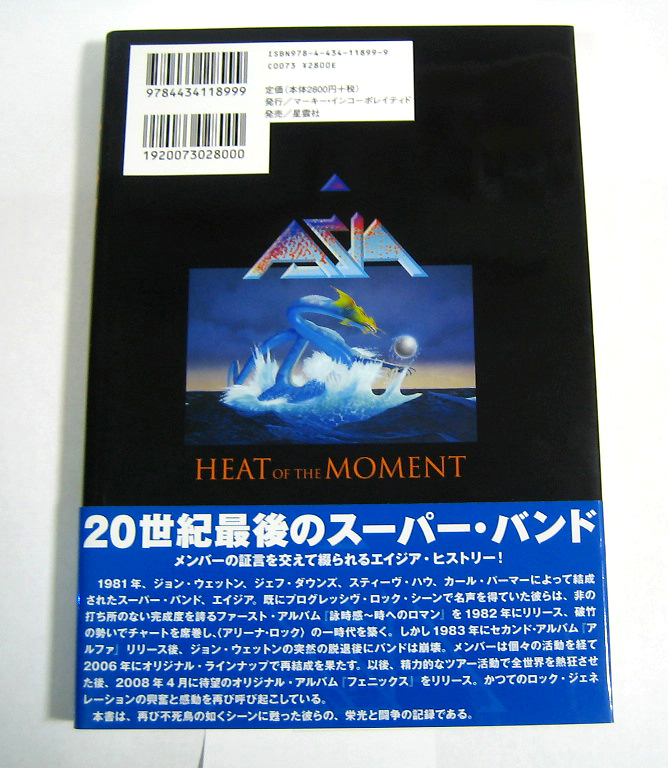 ISBN978-4-434-11899-9
C0073 ¥2800E
定価(本体2800円+税)
発行/マーキー・インコーポレイティド
発売/星雲社
9784434118999
1920073028000
ASIA
HEAT OF THE MOMENT
20世紀最後のスーパー・バンド
メンバーの証言を交えて綴られるエイジア・ヒストリー!
1981年、ジョン・ウェットン、ジェフ・ダウンズ、スティーヴ・ハウ、カール・パーマーによって結成
されたスーパー・バンド、エイジア。既にプログレッシヴ・ロック・シーンで名声を得ていた彼らは、非の
打ち所のない完成度を誇るファースト・アルバム『詠時感〜時へのロマン』を1982年にリリース、破竹
の勢いでチャートを席巻し、〈アリーナ・ロック〉の一時代を築く。しかし1983年にセカンド・アルバム『ア
ルファ』リリース後、ジョン・ウェットンの突然の脱退後にバンドは崩壊。メンバーは個々の活動を経て
2006年にオリジナル・ラインナップで再結成を果たす。以後、精力的なツアー活動で全世界を熱狂させ
た後、2008年4月に待望のオリジナル・アルバム『フェニックス』をリリース。かつてのロック・ジェネ
レーションの興奮と感動を再び呼び起こしている。
本書は、再び不死鳥の如くシーンに甦った彼らの、栄光と闘争の記録である。